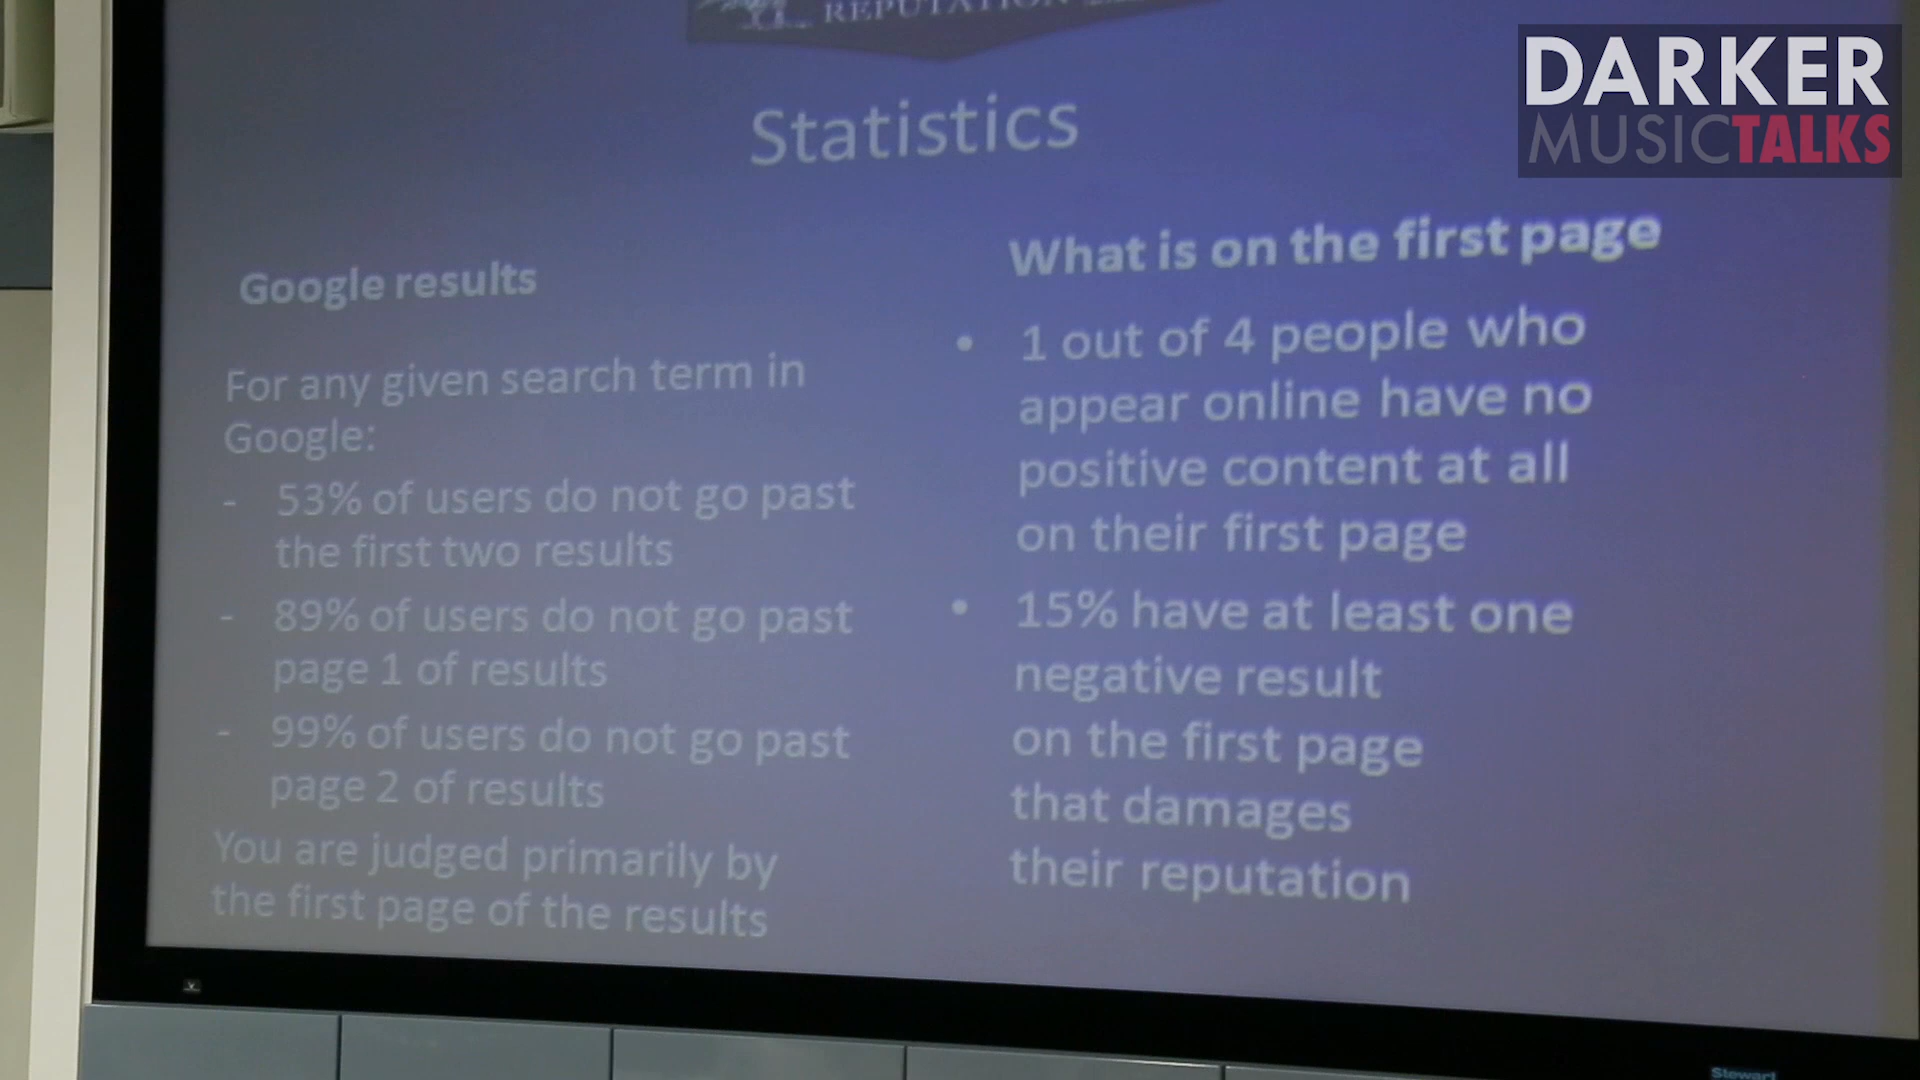 REPUTATION
DARKER
MUSICTALKS
Statistics
Google results
For any given search term in
Google:
- 53% of users do not go past
the first two results
- 89% of users do not go past
page 1 of results
- 99% of users do not go past
page 2 of results
You are judged primarily by
the first page of the results
What is on the first page
• 1 out of 4 people who
appear online have no
positive content at all
on their first page
• 15% have at least one
negative result
on the first page
that damages
their reputation
Stewart